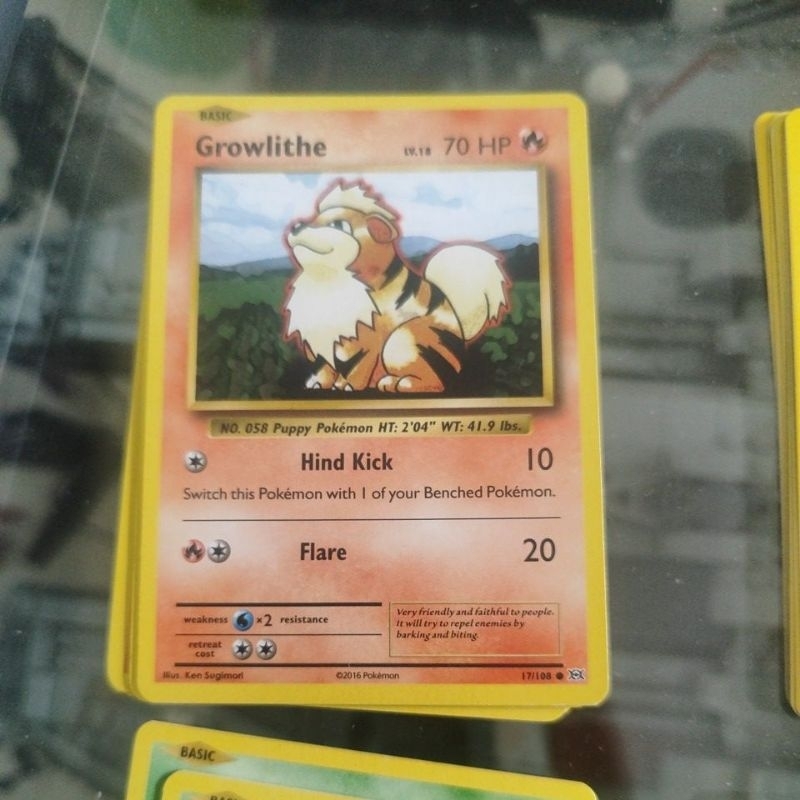 BASIC
Growlithe LV.18 70 HP
NO. 058 Puppy Pokémon HT: 2'04" WT: 41.9 lbs.
Hind Kick 10
Switch this Pokémon with 1 of your Benched Pokémon.
Flare 20
weakness ×2 resistance
retreat
cost
Very friendly and faithful to people.
It will try to repel enemies by
barking and biting.
Illus. Ken Sugimori ©2016 Pokémon 17/108
BASIC
BASIC